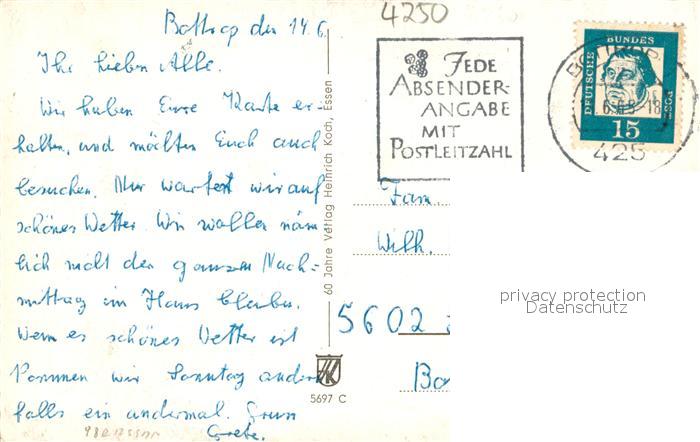 4250
Bottrop den 14.6.
Ihr lieben Alle.
Wir haben Eure Karte er-
halten, und möchten Euch auch
besuchen. Nur warten wir auf
schönes Wetter. Wir wollen näm
lich nicht den ganzen Nach=
mittag im Haus bleiben.
Wenn es schönes Wetter ist
kommen wir Sonntag andern
falls ein andermal. Gruss
Grete.
60 Jahre Verlag Heinrich Koch, Essen
5697 C
JEDE
ABSENDER-
ANGABE
MIT
POSTLEITZAHL
DEUTSCHE BUNDESPOST
15
BOTTROP
-18
425
Fam.
Wilh.
5602
privacy protection
Datenschutz